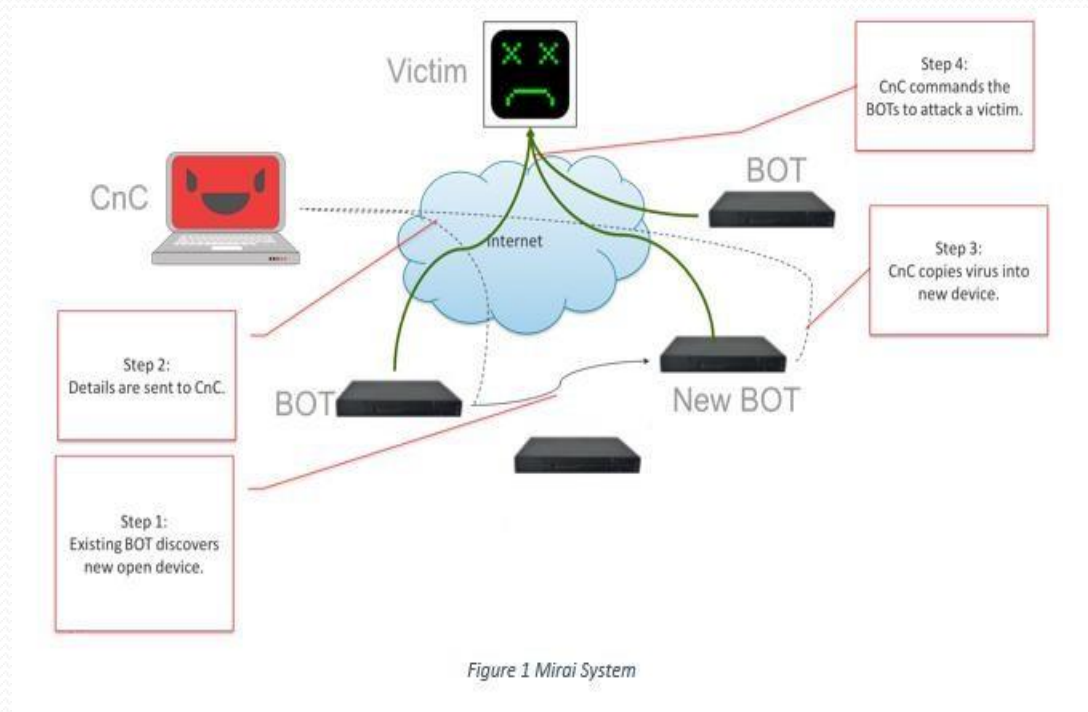 Victim
Step 4:
CnC commands the
BOTs to attack a victim.
CnC
BOT
Internet
Step 3:
CnC copies virus into
new device.
Step 2:
Details are sent to CnC.
BOT
New BOT
Step 1:
Existing BOT discovers
new open device.
Figure 1 Mirai System